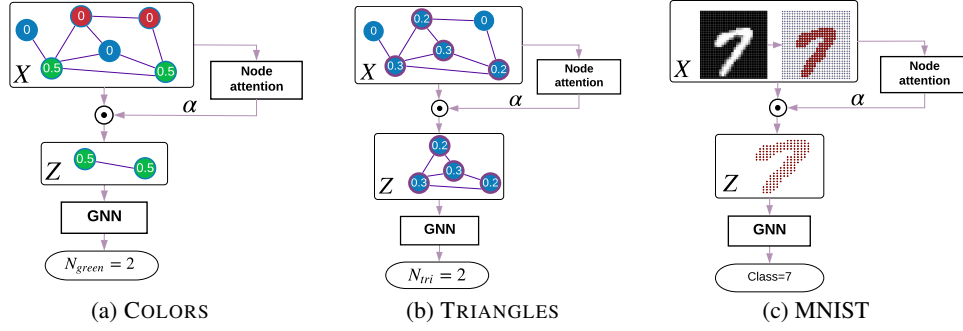 0 0 0
0
0.5 0.5
X
Node
attention
α
0.5 0.5
Z
GNN
N_green = 2
(a) COLORS
0.2 0
0
0.3
0.3 0.2
X
Node
attention
α
0.2
0.3
0.3 0.2
Z
GNN
N_tri = 2
(b) TRIANGLES
X
Node
attention
α
Z
GNN
Class=7
(c) MNIST